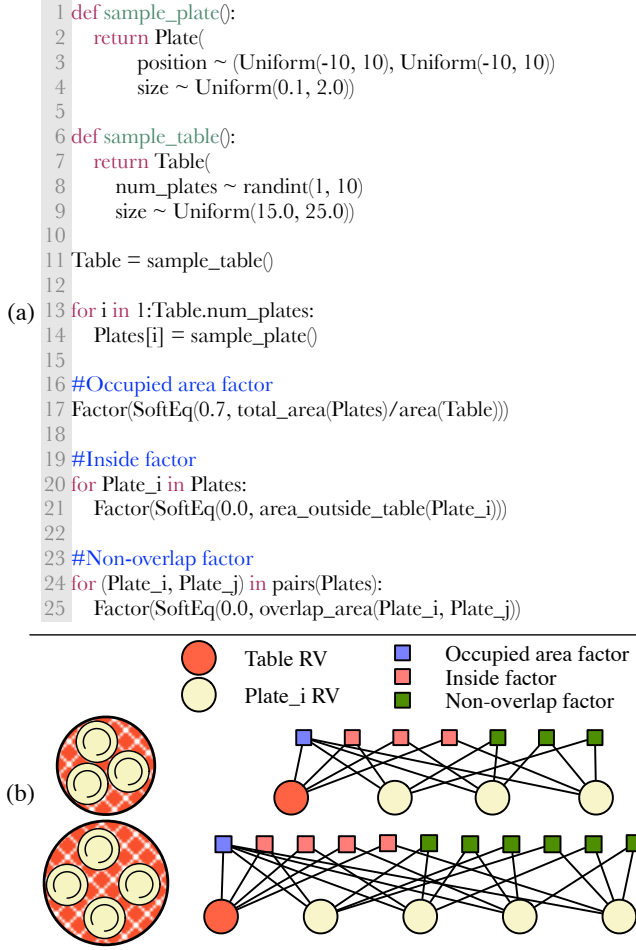 1 def sample_plate():
2 return Plate(
3 position ~ (Uniform(-10, 10), Uniform(-10, 10))
4 size ~ Uniform(0.1, 2.0))
5
6 def sample_table():
7 return Table(
8 num_plates ~ randint(1, 10)
9 size ~ Uniform(15.0, 25.0))
10
11 Table = sample_table()
12
(a) 13 for i in 1:Table.num_plates:
14 Plates[i] = sample_plate()
15
16 #Occupied area factor
17 Factor(SoftEq(0.7, total_area(Plates)/area(Table)))
18
19 #Inside factor
20 for Plate_i in Plates:
21 Factor(SoftEq(0.0, area_outside_table(Plate_i)))
22
23 #Non-overlap factor
24 for (Plate_i, Plate_j) in pairs(Plates):
25 Factor(SoftEq(0.0, overlap_area(Plate_i, Plate_j))
Table RV
Plate_i RV
Occupied area factor
Inside factor
Non-overlap factor
(b)